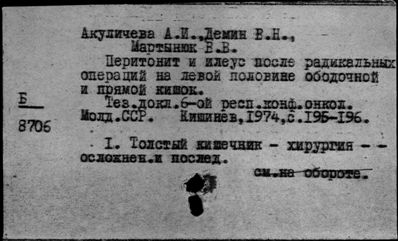 Акуличева А.И.,Демин Е.Н.,
Мартынюк В.В.
Перитонит и илеус после радикальных
операций на левой половине ободочной
и прямой кишок.
Тез.докл.6-ой респ.конф.онкол.
Молд.ССР. Кишинев,1974,с.195-196.
Б
8706
1. Толстый кишечник - хирургия - -
осложнен.и послед.
см.на обороте.